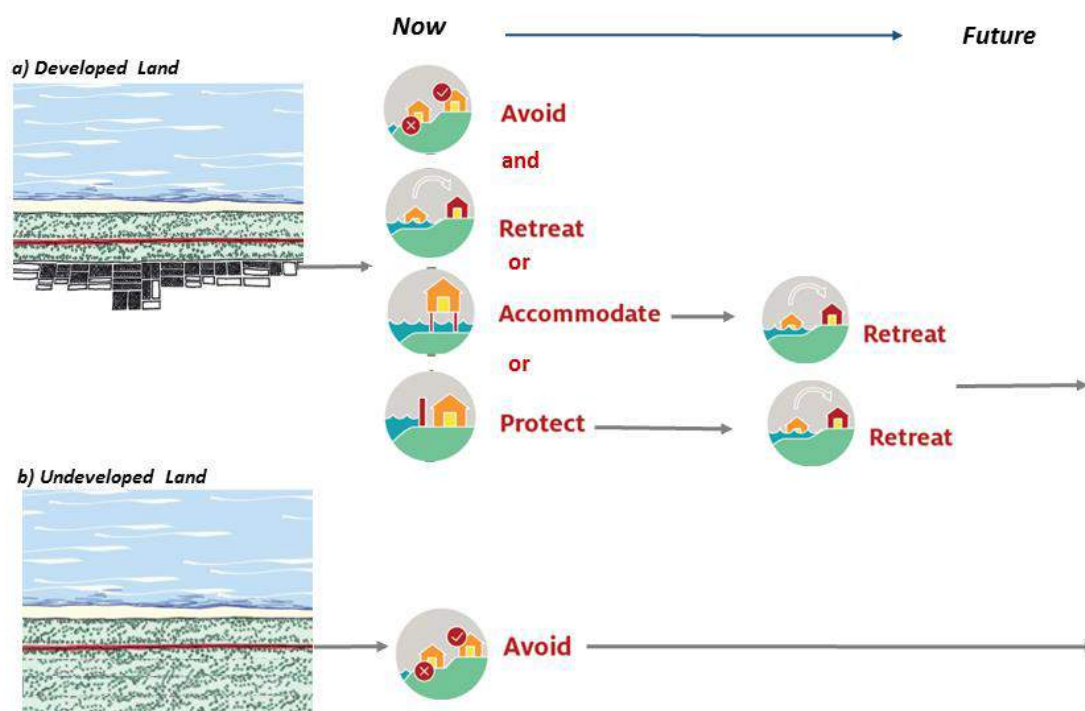 Now
Future
a) Developed Land
Avoid
and
Retreat
or
Accommodate
Retreat
or
Protect
Retreat
b) Undeveloped Land
Avoid